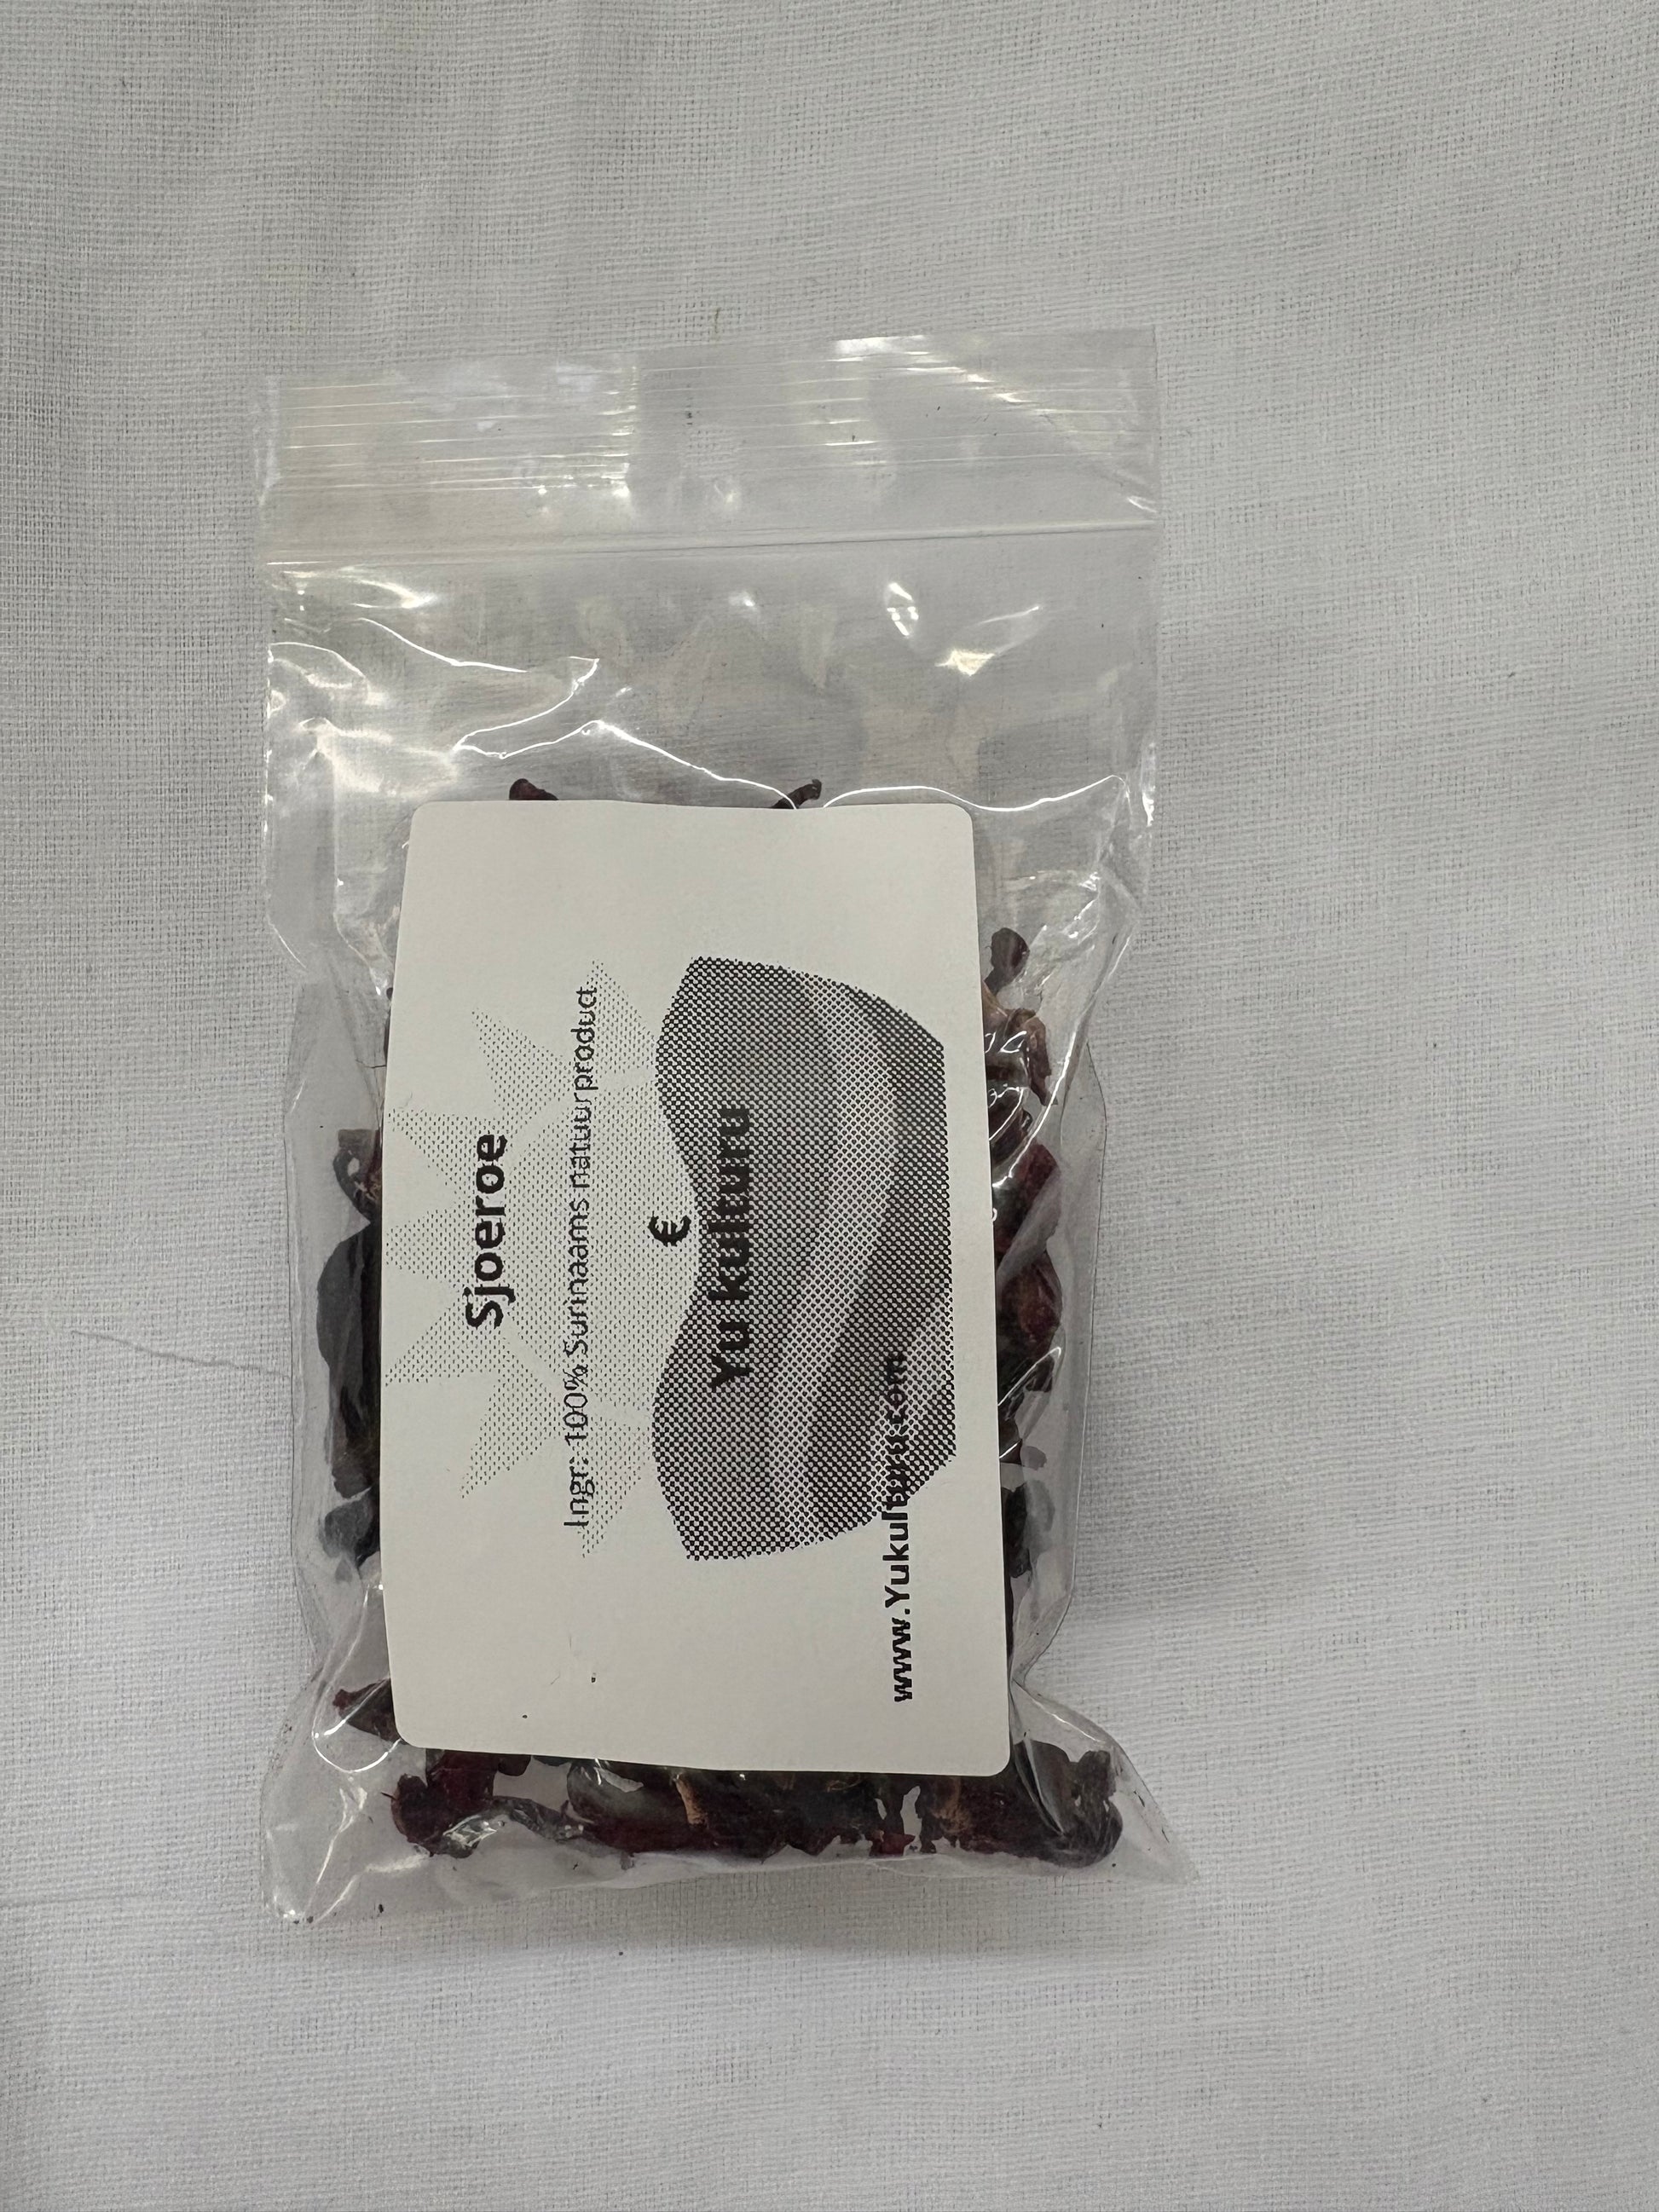 Sjoeroe
Ingr: 100% Surinaams natuurproduct
€
Yu kulturu
www.Yukulturu.com